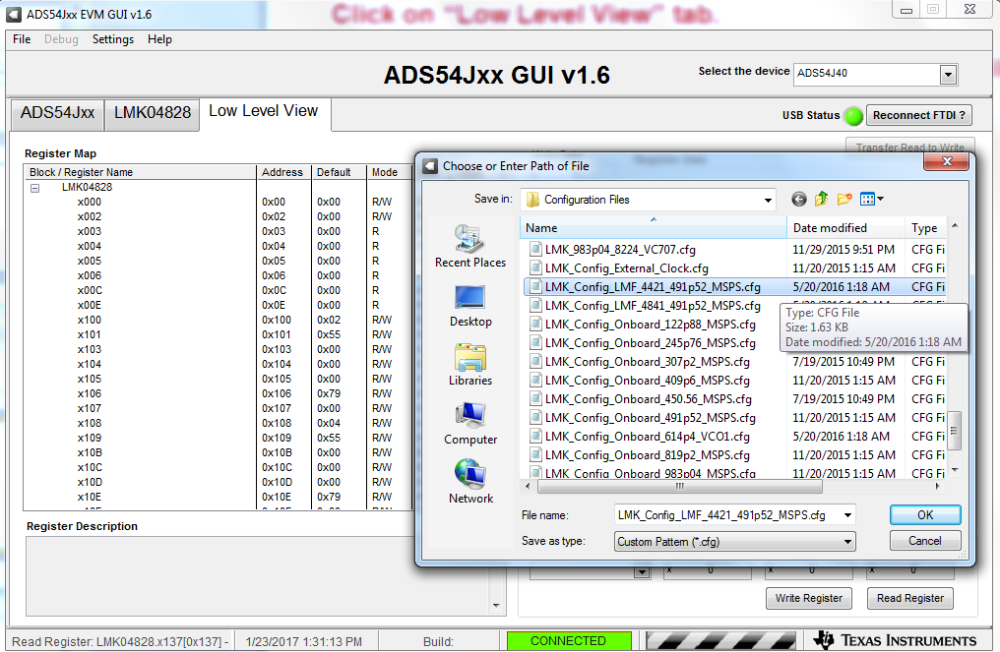 ADS54Jxx EVM GUI v1.6
Click on "Low Level View" tab.
File Debug Settings Help
ADS54Jxx GUI v1.6
Select the device ADS54J40
ADS54Jxx LMK04828 Low Level View
USB Status Reconnect FTDI ?
Transfer Read to Write
Register Map
Block / Register Name Address Default Mode
LMK04828
x000 0x00 0x00 R/W
x002 0x02 0x00 R/W
x003 0x03 0x00 R
x004 0x04 0x00 R
x005 0x05 0x00 R
x006 0x06 0x00 R
x00C 0x0C 0x00 R
x00E 0x0E 0x00 R
x100 0x100 0x02 R/W
x101 0x101 0x55 R/W
x103 0x103 0x00 R/W
x104 0x104 0x00 R/W
x105 0x105 0x00 R/W
x106 0x106 0x79 R/W
x107 0x107 0x00 R/W
x108 0x108 0x04 R/W
x109 0x109 0x55 R/W
x10B 0x10B 0x00 R/W
x10C 0x10C 0x00 R/W
x10D 0x10D 0x00 R/W
x10E 0x10E 0x79 R/W
Choose or Enter Path of File
Save in: Configuration Files
Recent Places
Desktop
Libraries
Computer
Network
Name Date modified Type
LMK_983p04_8224_VC707.cfg 11/29/2015 9:51 PM CFG Fi
LMK_Config_External_Clock.cfg 11/20/2015 1:15 AM CFG Fi
LMK_Config_LMF_4421_491p52_MSPS.cfg 5/20/2016 1:18 AM CFG Fi
LMK_Config_LMF_4841_491p52_MSPS.cfg
LMK_Config_Onboard_122p88_MSPS.cfg
LMK_Config_Onboard_245p76_MSPS.cfg
LMK_Config_Onboard_307p2_MSPS.cfg 7/19/2015 10:49 PM CFG Fi
LMK_Config_Onboard_409p6_MSPS.cfg 11/20/2015 1:15 AM CFG Fi
LMK_Config_Onboard_450.56_MSPS.cfg 7/19/2015 10:49 PM CFG Fi
LMK_Config_Onboard_491p52_MSPS.cfg 11/20/2015 1:15 AM CFG Fi
LMK_Config_Onboard_614p4_VCO1.cfg 5/20/2016 1:18 AM CFG Fi
LMK_Config_Onboard_819p2_MSPS.cfg 11/20/2015 1:15 AM CFG Fi
LMK_Config_Onboard_983p04_MSPS.cfg 11/20/2015 1:15 AM CFG Fi
Type: CFG File
Size: 1.63 KB
Date modified: 5/20/2016 1:18 AM
File name: LMK_Config_LMF_4421_491p52_MSPS.cfg OK
Save as type: Custom Pattern (*.cfg) Cancel
Register Description
x 0 x 0 x 0
Write Register Read Register
Read Register: LMK04828.x137[0x137] - 1/23/2017 1:31:13 PM Build: CONNECTED TEXAS INSTRUMENTS